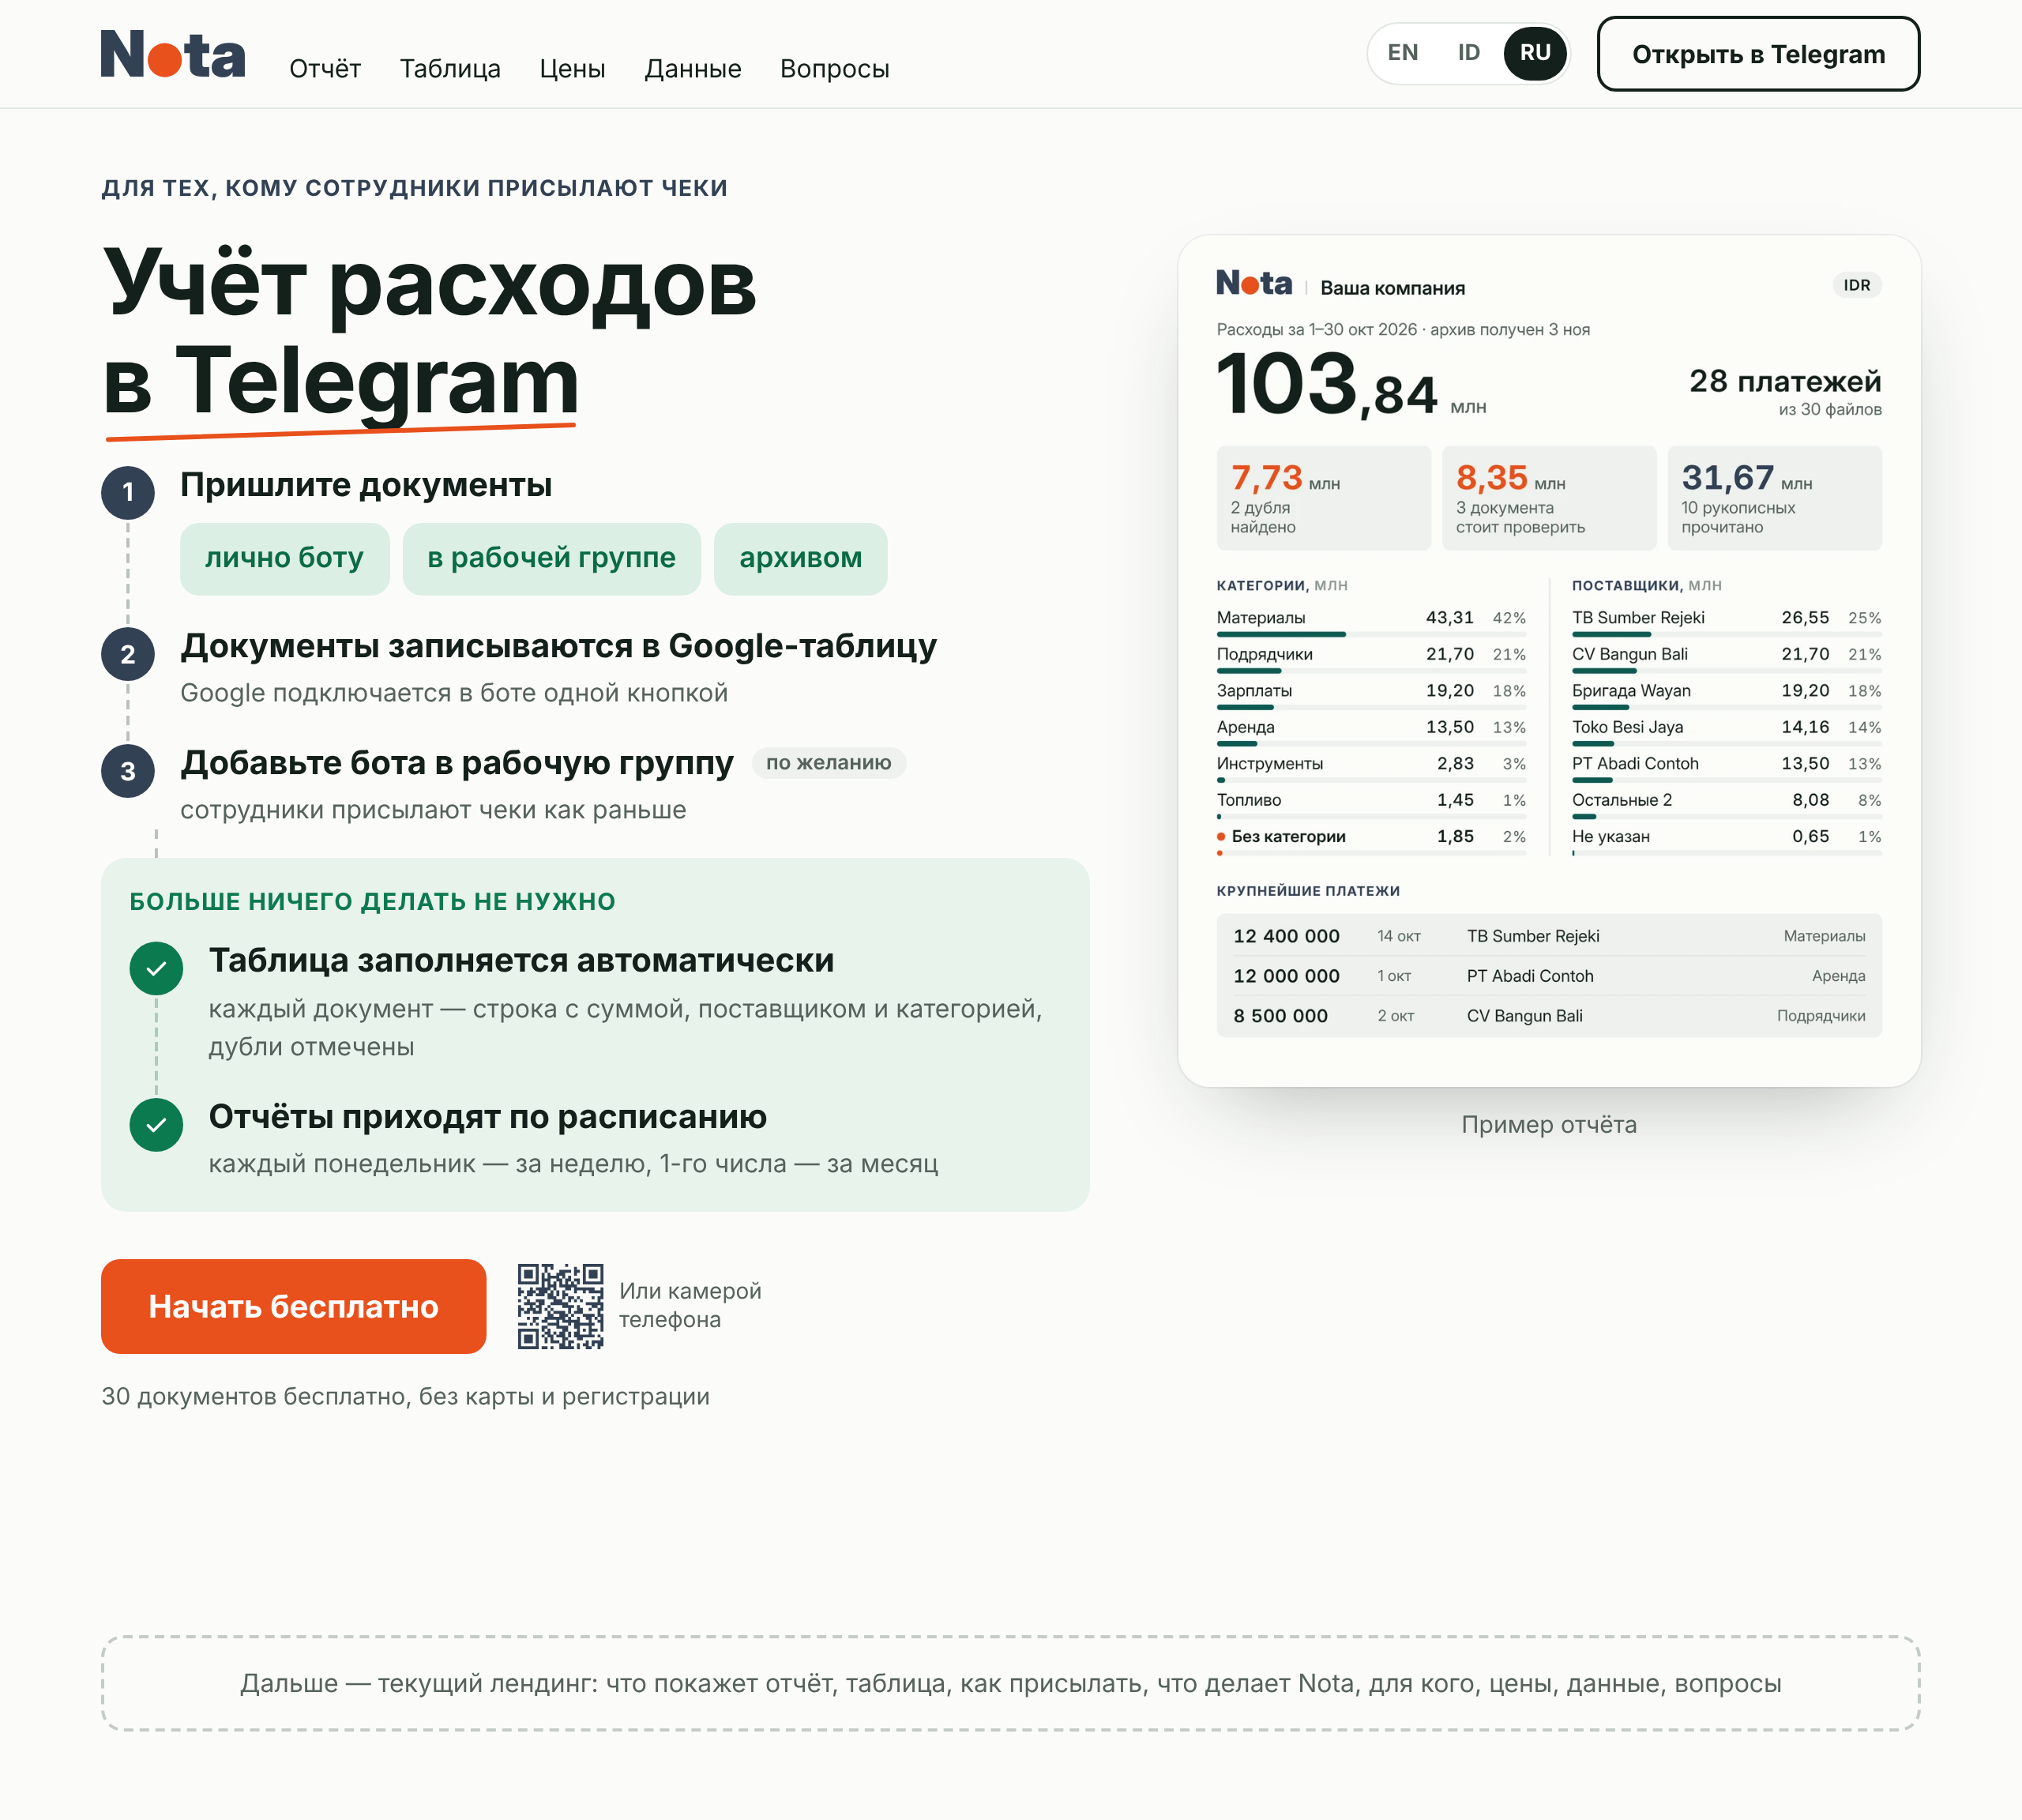 Nota
Отчёт Таблица Цены Данные Вопросы
EN ID RU
Открыть в Telegram
ДЛЯ ТЕХ, КОМУ СОТРУДНИКИ ПРИСЫЛАЮТ ЧЕКИ
Учёт расходов
в Telegram
1 Пришлите документы
лично боту в рабочей группе архивом
2 Документы записываются в Google-таблицу
Google подключается в боте одной кнопкой
3 Добавьте бота в рабочую группу по желанию
сотрудники присылают чеки как раньше
БОЛЬШЕ НИЧЕГО ДЕЛАТЬ НЕ НУЖНО
Таблица заполняется автоматически
каждый документ — строка с суммой, поставщиком и категорией,
дубли отмечены
Отчёты приходят по расписанию
каждый понедельник — за неделю, 1-го числа — за месяц
Начать бесплатно
Или камерой
телефона
30 документов бесплатно, без карты и регистрации
Nota | Ваша компания IDR
Расходы за 1–30 окт 2026 · архив получен 3 ноя
103,84 млн
28 платежей
из 30 файлов
7,73 млн
2 дубля
найдено
8,35 млн
3 документа
стоит проверить
31,67 млн
10 рукописных
прочитано
КАТЕГОРИИ, МЛН
Материалы 43,31 42%
Подрядчики 21,70 21%
Зарплаты 19,20 18%
Аренда 13,50 13%
Инструменты 2,83 3%
Топливо 1,45 1%
Без категории 1,85 2%
ПОСТАВЩИКИ, МЛН
TB Sumber Rejeki 26,55 25%
CV Bangun Bali 21,70 21%
Бригада Wayan 19,20 18%
Toko Besi Jaya 14,16 14%
PT Abadi Contoh 13,50 13%
Остальные 2 8,08 8%
Не указан 0,65 1%
КРУПНЕЙШИЕ ПЛАТЕЖИ
12 400 000 14 окт TB Sumber Rejeki Материалы
12 000 000 1 окт PT Abadi Contoh Аренда
8 500 000 2 окт CV Bangun Bali Подрядчики
Пример отчёта
Дальше — текущий лендинг: что покажет отчёт, таблица, как присылать, что делает Nota, для кого, цены, данные, вопросы